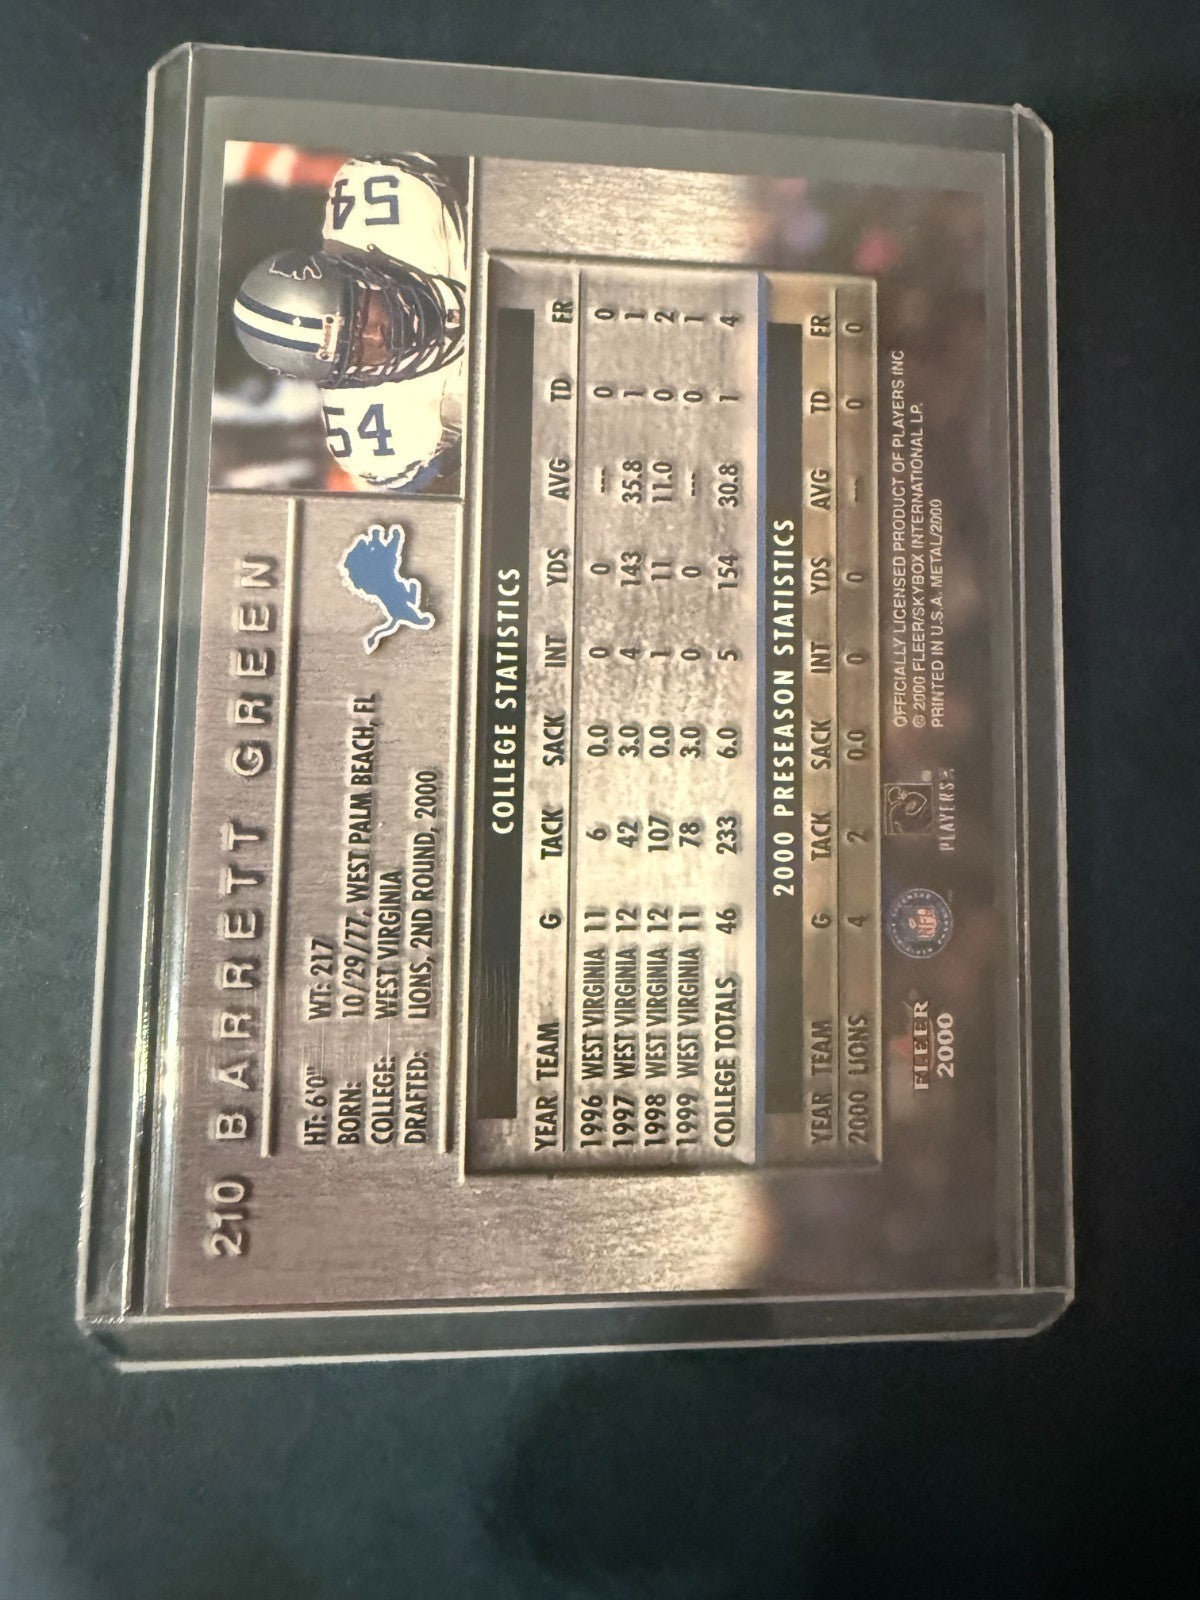 210 BARRETT GREEN
54
54
HT: 6'0" WT: 217
BORN: 10/29/77, WEST PALM BEACH, FL
COLLEGE: WEST VIRGINIA
DRAFTED: LIONS, 2ND ROUND, 2000
COLLEGE STATISTICS
YEAR TEAM G TACK SACK INT YDS AVG TD FR
1996 WEST VIRGINIA 11 6 0.0 0 0 --- 0 0
1997 WEST VIRGINIA 12 42 3.0 4 143 35.8 1 1
1998 WEST VIRGINIA 12 107 0.0 1 11 11.0 0 2
1999 WEST VIRGINIA 11 78 3.0 0 0 --- 0 1
COLLEGE TOTALS 46 233 6.0 5 154 30.8 1 4
2000 PRESEASON STATISTICS
YEAR TEAM G TACK SACK INT YDS AVG TD FR
2000 LIONS 4 2 0.0 0 0 --- 0 0
FLEER
2000
NFL
PLAYERS
OFFICIALLY LICENSED PRODUCT OF PLAYERS INC
© 2000 FLEER/SKYBOX INTERNATIONAL LP.
PRINTED IN U.S.A. METAL/2000